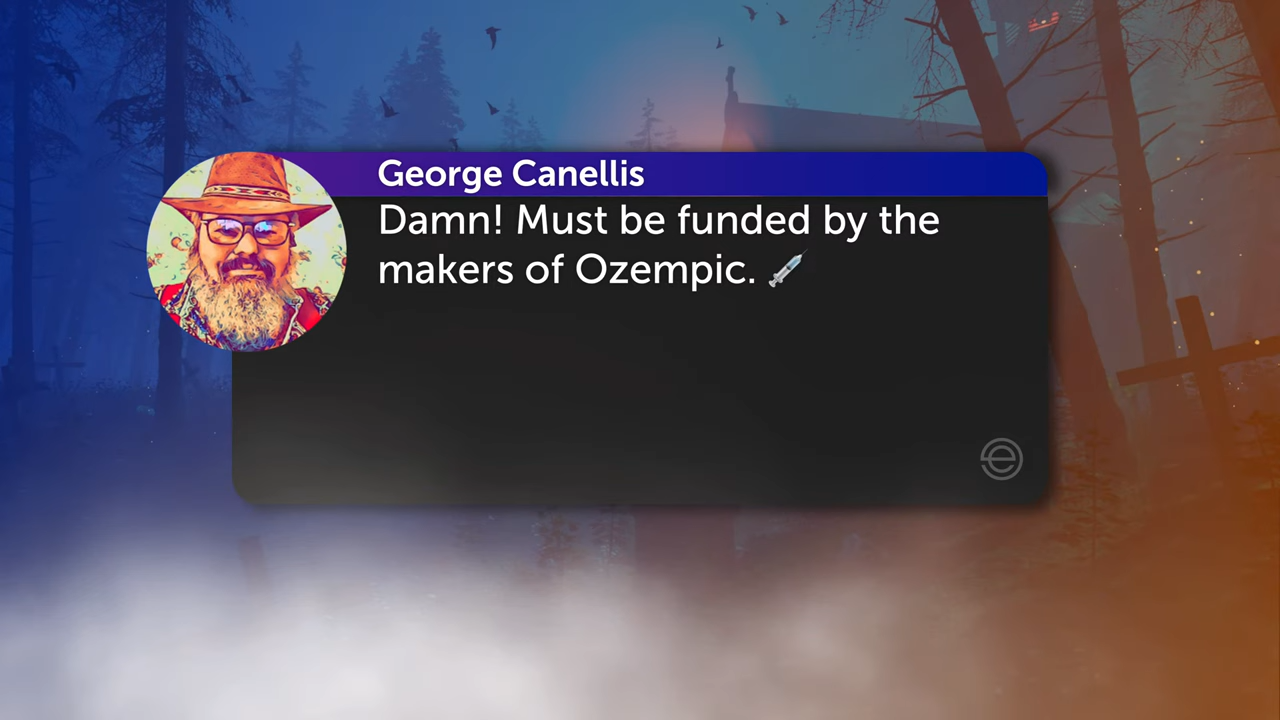 George Canellis
Damn! Must be funded by the
makers of Ozempic. 💉